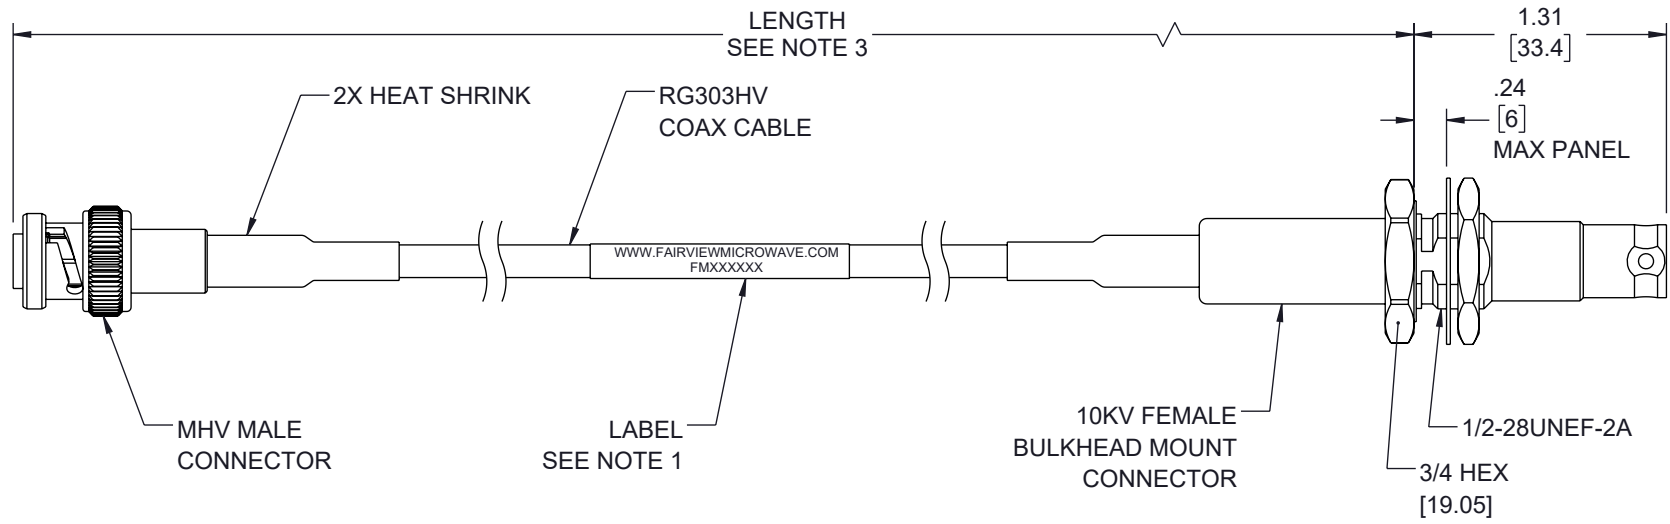 LENGTH
SEE NOTE 3
1.31
[33.4]
.24
[6]
MAX PANEL
2X HEAT SHRINK
RG303HV
COAX CABLE
WWW.FAIRVIEWMICROWAVE.COM
FMXXXXXX
MHV MALE
CONNECTOR
LABEL
SEE NOTE 1
10KV FEMALE
BULKHEAD MOUNT
CONNECTOR
1/2-28UNEF-2A
3/4 HEX
[19.05]